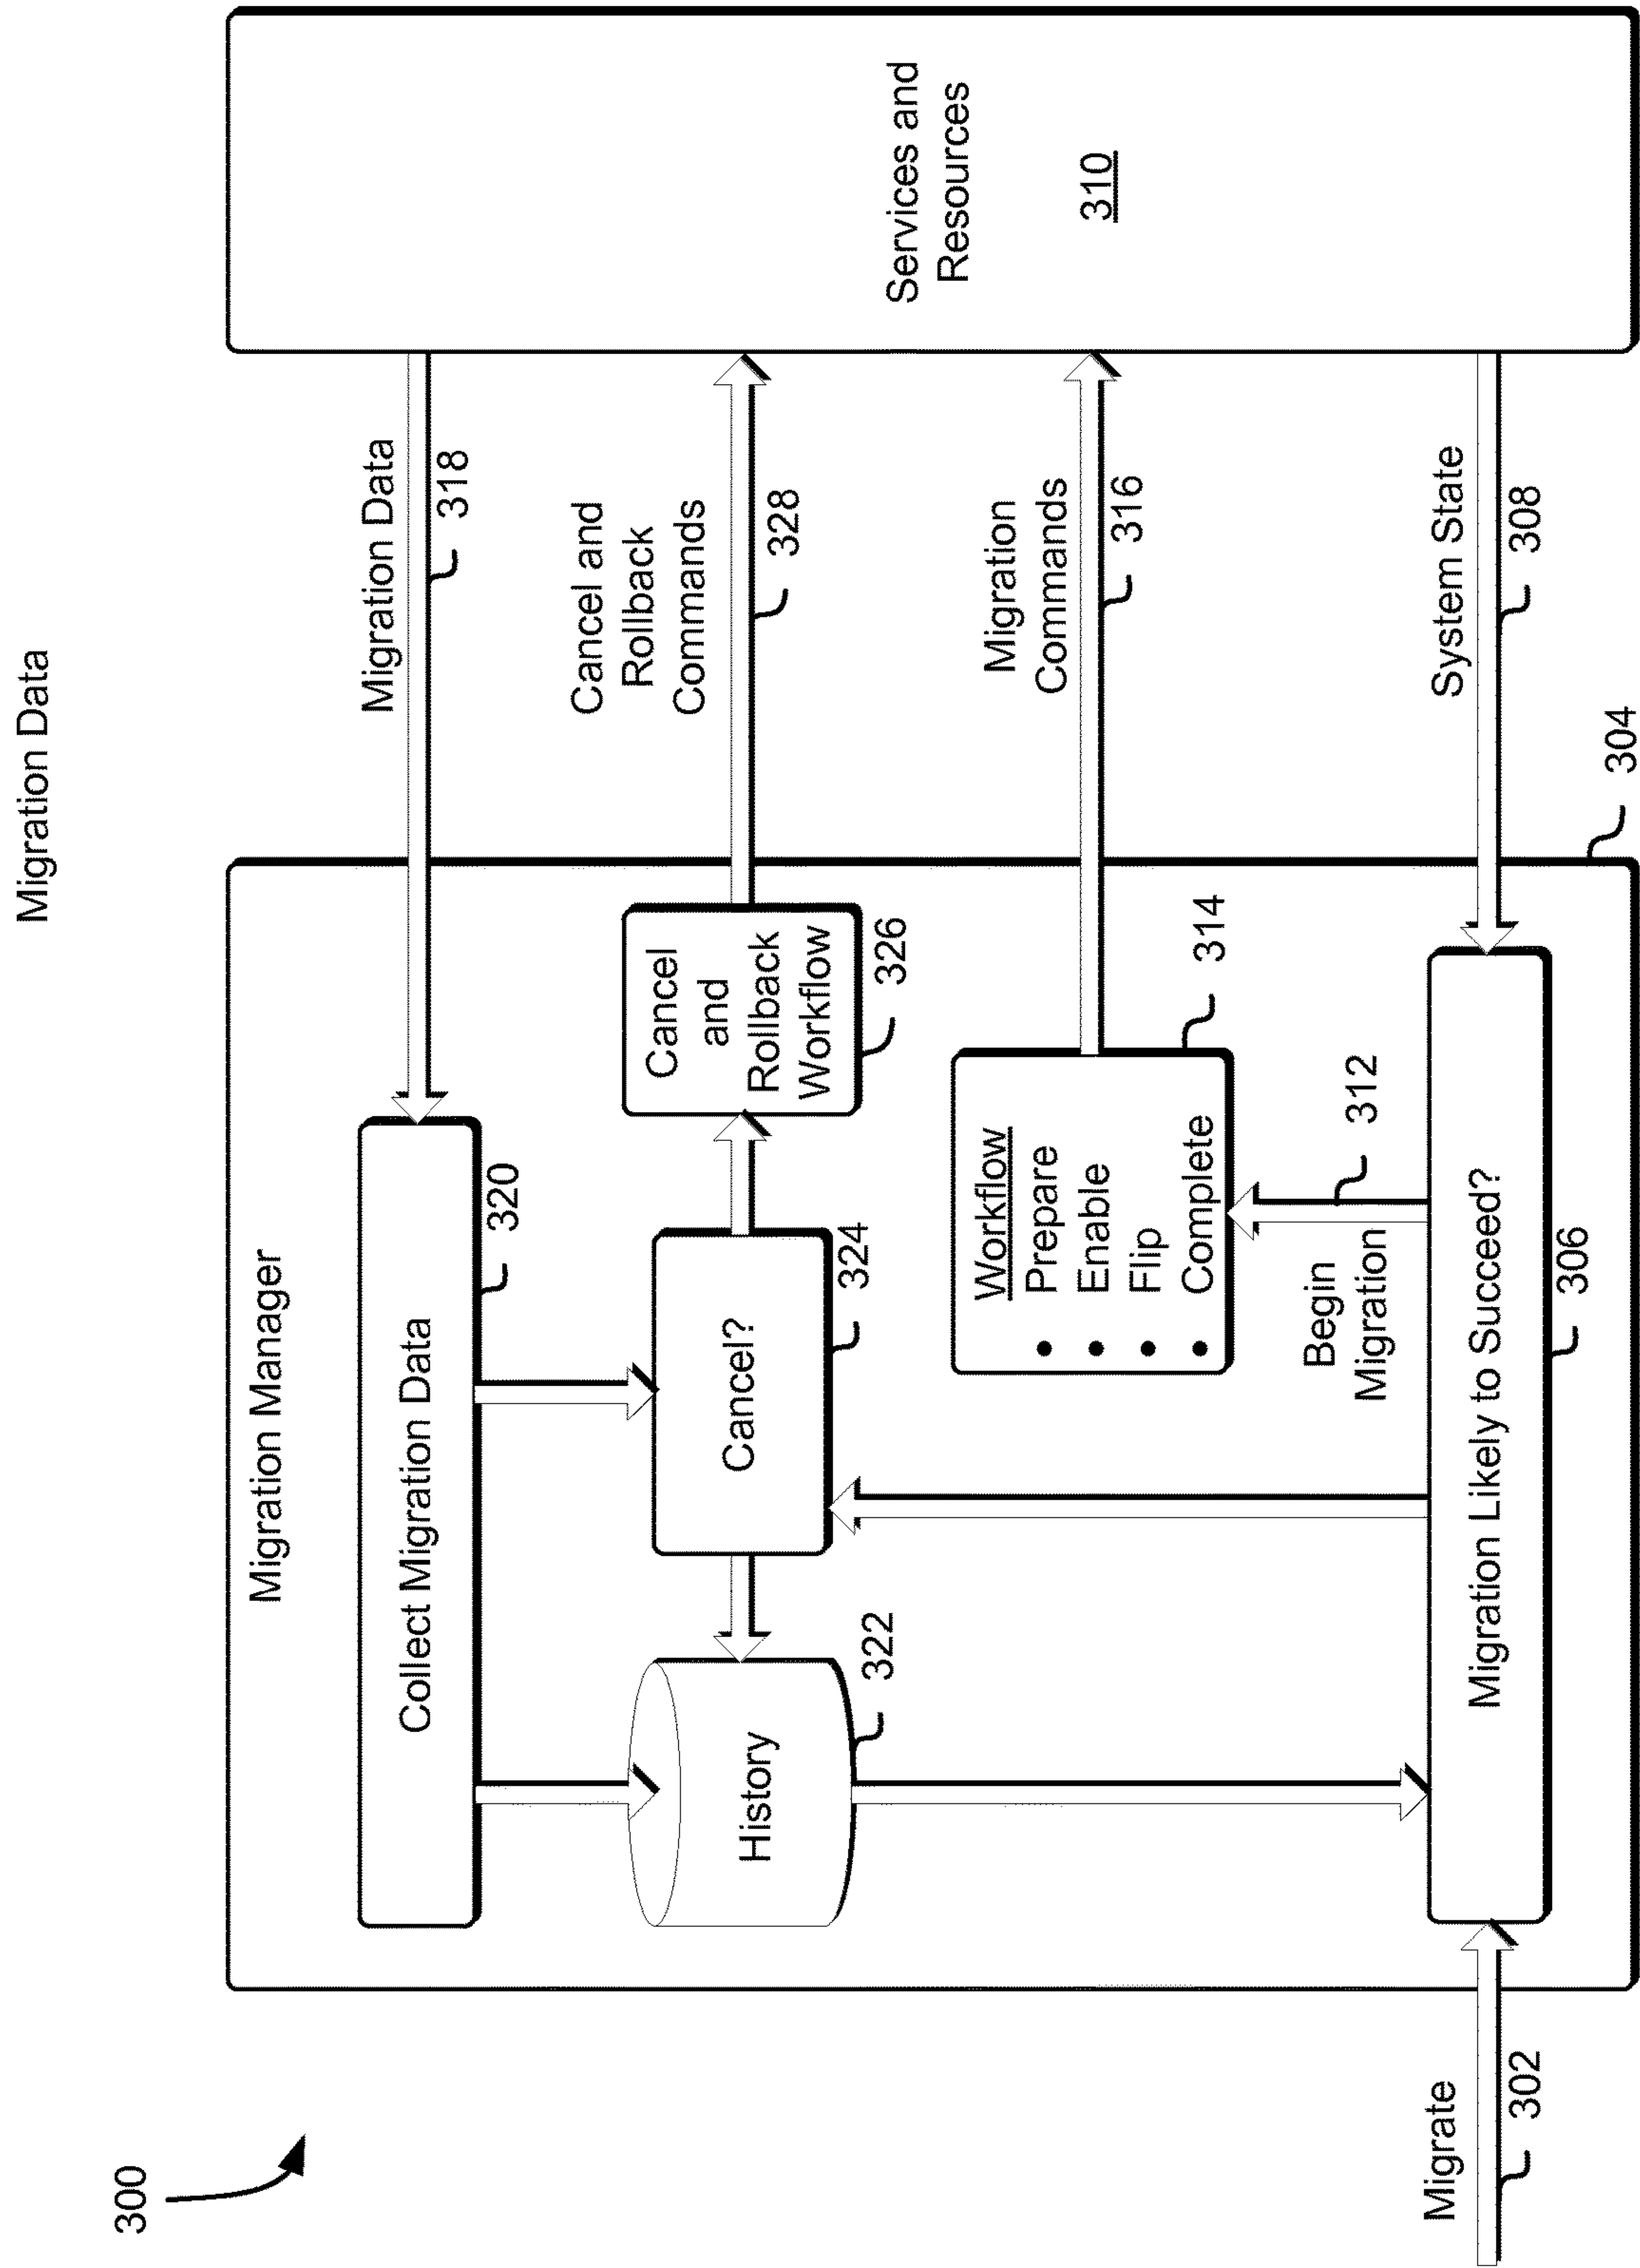 Migration Data
300
Migration Manager
Collect Migration Data
320
Migration Data
318
History
322
Cancel?
324
Cancel
and
Rollback
Workflow
326
Cancel and
Rollback
Commands
328
Workflow
• Prepare
• Enable
• Flip
• Complete
314
Migration
Commands
316
Begin
Migration
312
Migration Likely to Succeed?
306
System State
308
304
Migrate
302
Services and
Resources
310